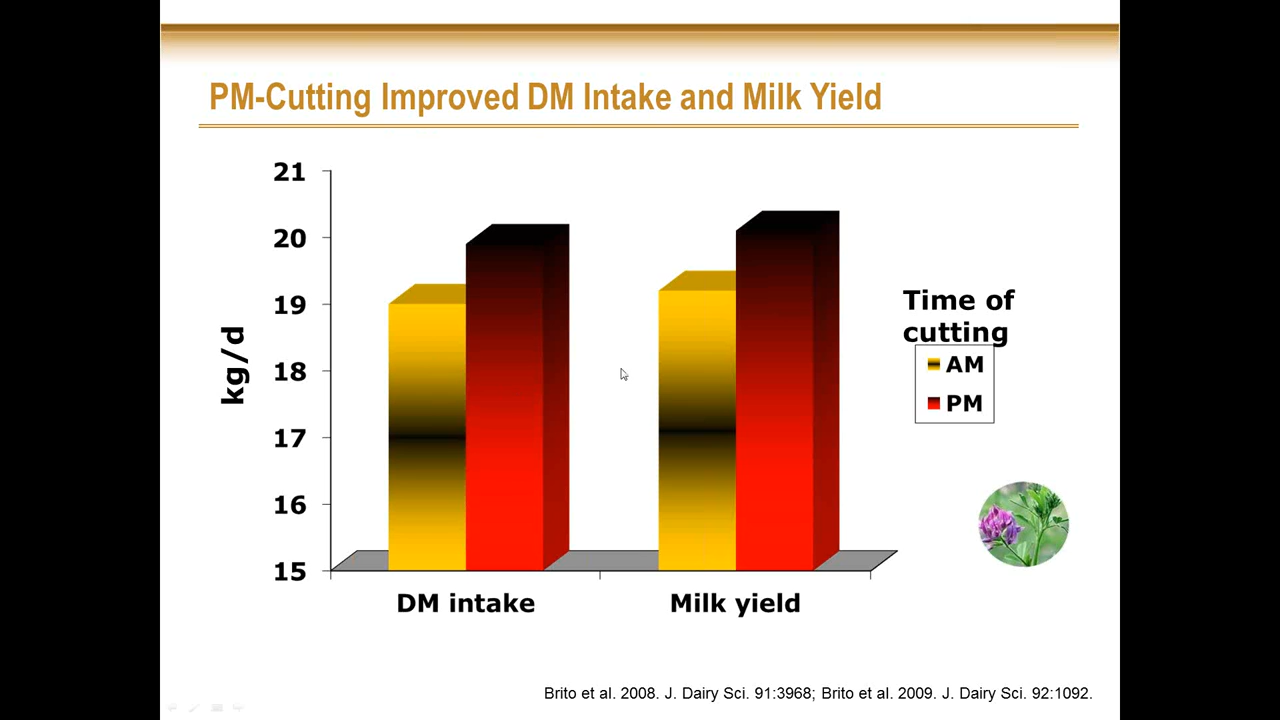 PM-Cutting Improved DM Intake and Milk Yield
21
20
19
18
17
16
15
kg/d
DM intake
Milk yield
Time of
cutting
AM
PM
Brito et al. 2008. J. Dairy Sci. 91:3968; Brito et al. 2009. J. Dairy Sci. 92:1092.